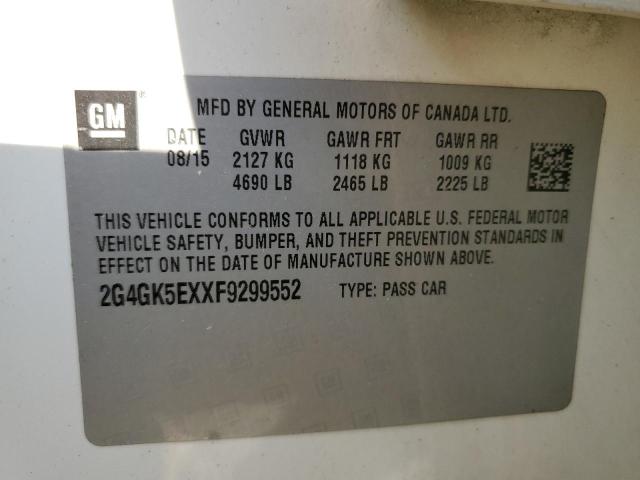 GM ®
MFD BY GENERAL MOTORS OF CANADA LTD.
DATE GVWR GAWR FRT GAWR RR
08/15 2127 KG 1118 KG 1009 KG
4690 LB 2465 LB 2225 LB
THIS VEHICLE CONFORMS TO ALL APPLICABLE U.S. FEDERAL MOTOR
VEHICLE SAFETY, BUMPER, AND THEFT PREVENTION STANDARDS IN
EFFECT ON THE DATE OF MANUFACTURE SHOWN ABOVE.
2G4GK5EXXF9299552 TYPE: PASS CAR